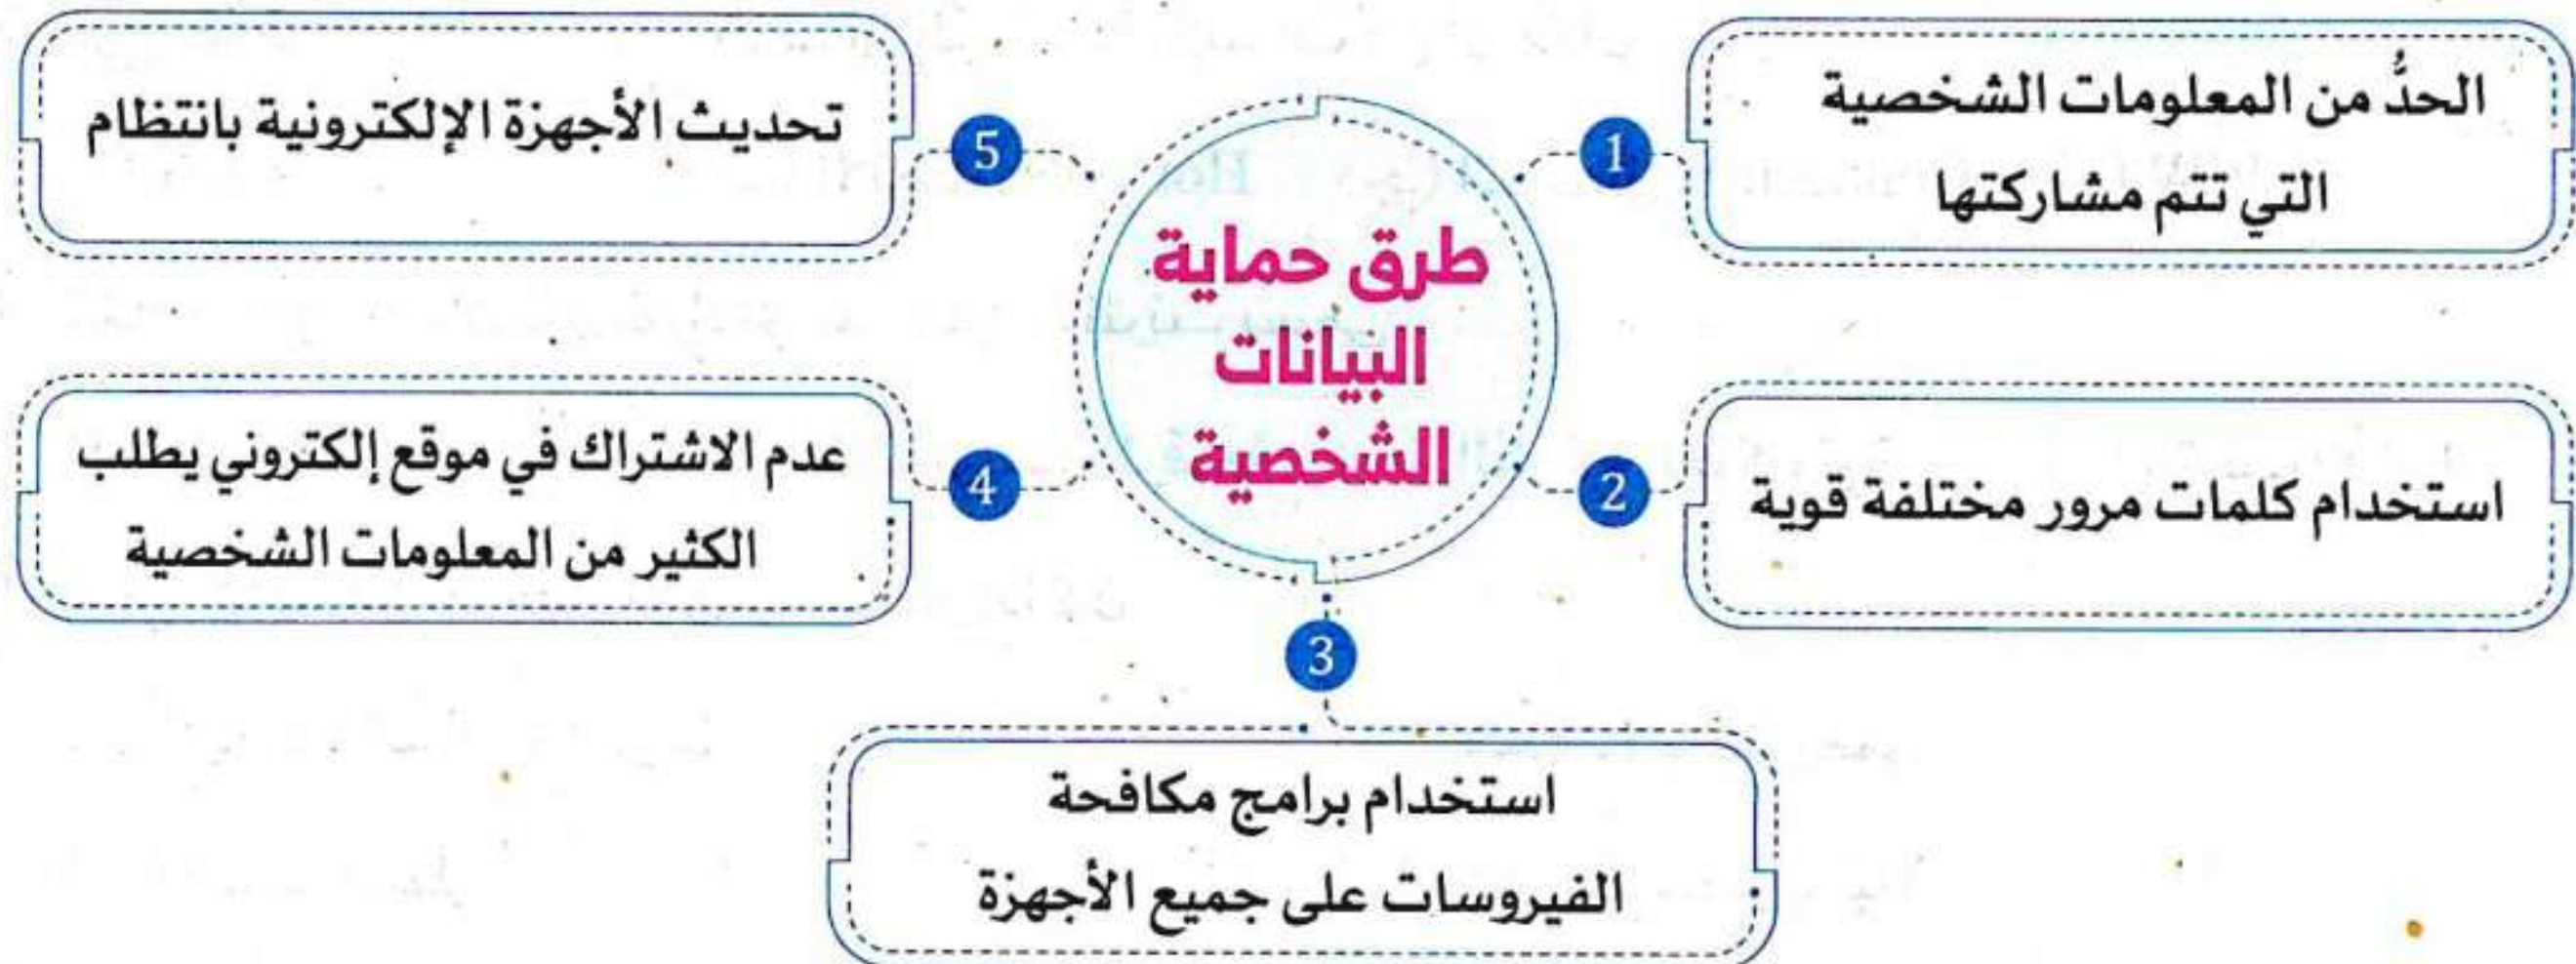 طرق حماية
البيانات
الشخصية
1
الحدُّ من المعلومات الشخصية
التي تتم مشاركتها
2
استخدام كلمات مرور مختلفة قوية
3
استخدام برامج مكافحة
الفيروسات على جميع الأجهزة
4
عدم الاشتراك في موقع إلكتروني يطلب
الكثير من المعلومات الشخصية
5
تحديث الأجهزة الإلكترونية بانتظام